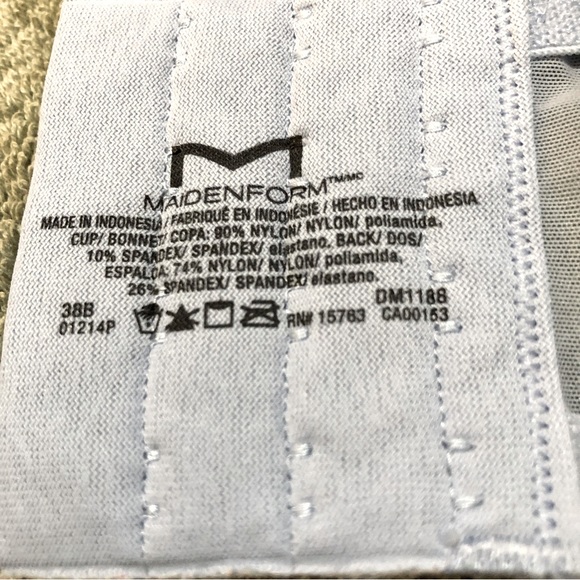 MAIDENFORM™/MC
MADE IN INDONESIA / FABRIQUÉ EN INDONÉSIE / HECHO EN INDONESIA
CUP/ BONNET/ COPA: 90% NYLON/ NYLON/ poliamida,
10% SPANDEX/ SPANDEX/ elastano. BACK/ DOS/
ESPALDA: 74% NYLON/ NYLON/ poliamida,
26% SPANDEX/ SPANDEX/ elastano.
38B DM1188
01214P RN# 15763 CA00153